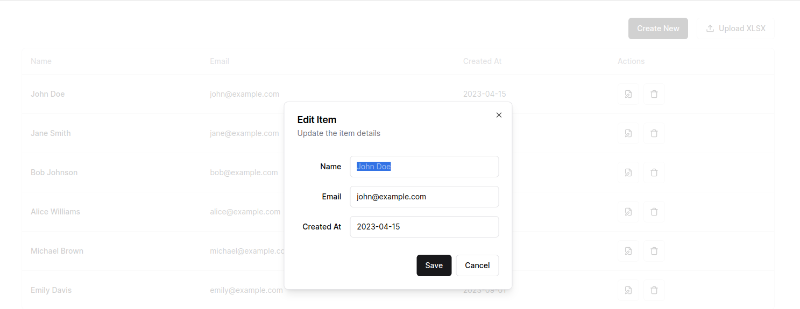 Create New
Upload XLSX
Name Email Created At Actions
John Doe john@example.com 2023-04-15
Jane Smith jane@example.com
Bob Johnson bob@example.com
Alice Williams alice@example.com
Michael Brown michael@example.co
Emily Davis emily@example.com
Edit Item
Update the item details
Name John Doe
Email john@example.com
Created At 2023-04-15
Save Cancel